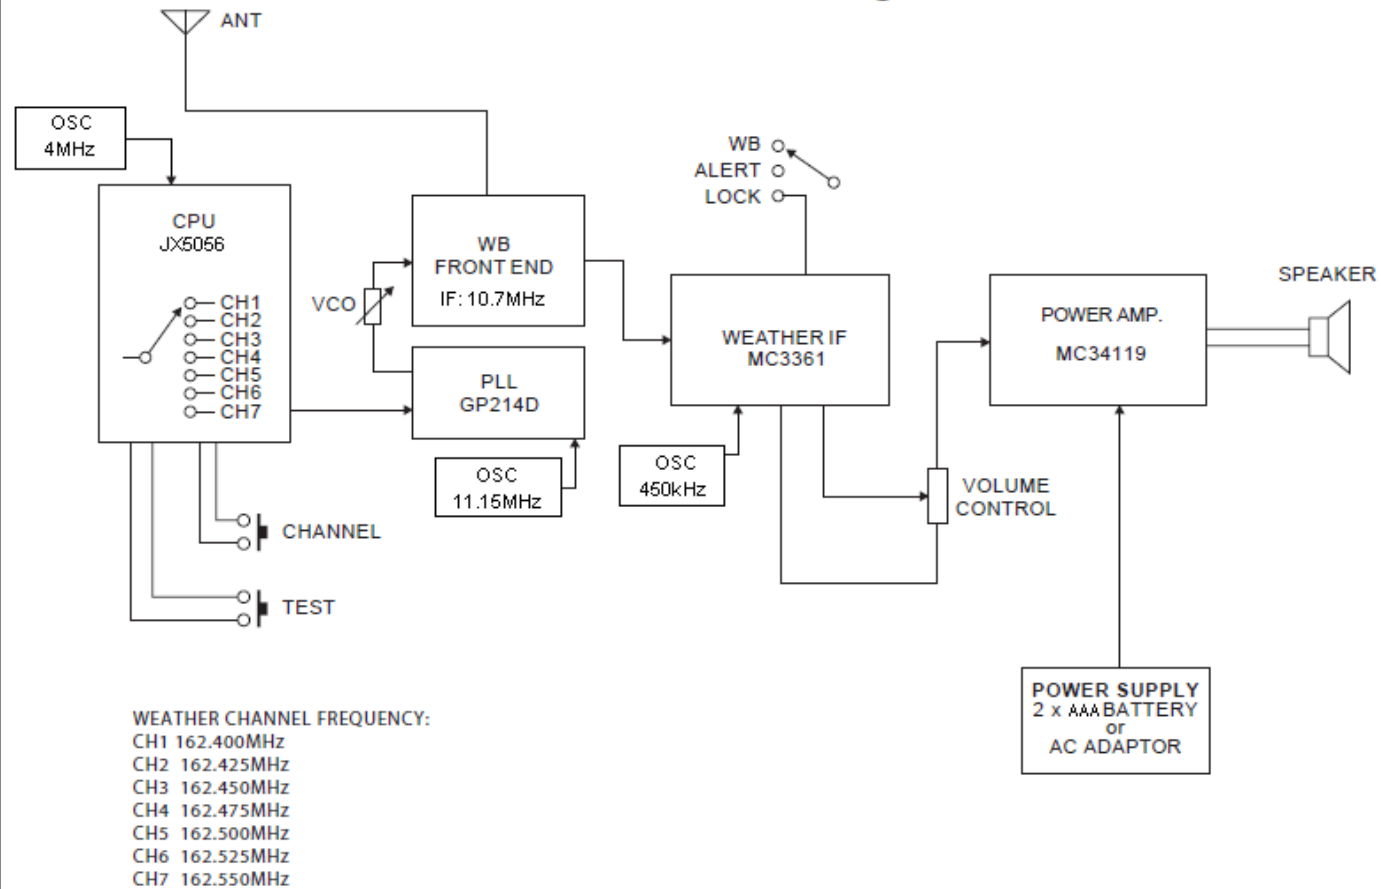 ANT
OSC
4MHz
CPU
JX5056
CH1
CH2
CH3
CH4
CH5
CH6
CH7
VCO
WB
FRONT END
IF: 10.7MHz
PLL
GP214D
OSC
11.15MHz
WB
ALERT
LOCK
WEATHER IF
MC3361
OSC
450kHz
VOLUME
CONTROL
POWER AMP.
MC34119
SPEAKER
CHANNEL
TEST
POWER SUPPLY
2 x AAA BATTERY
or
AC ADAPTOR
WEATHER CHANNEL FREQUENCY:
CH1 162.400MHz
CH2 162.425MHz
CH3 162.450MHz
CH4 162.475MHz
CH5 162.500MHz
CH6 162.525MHz
CH7 162.550MHz